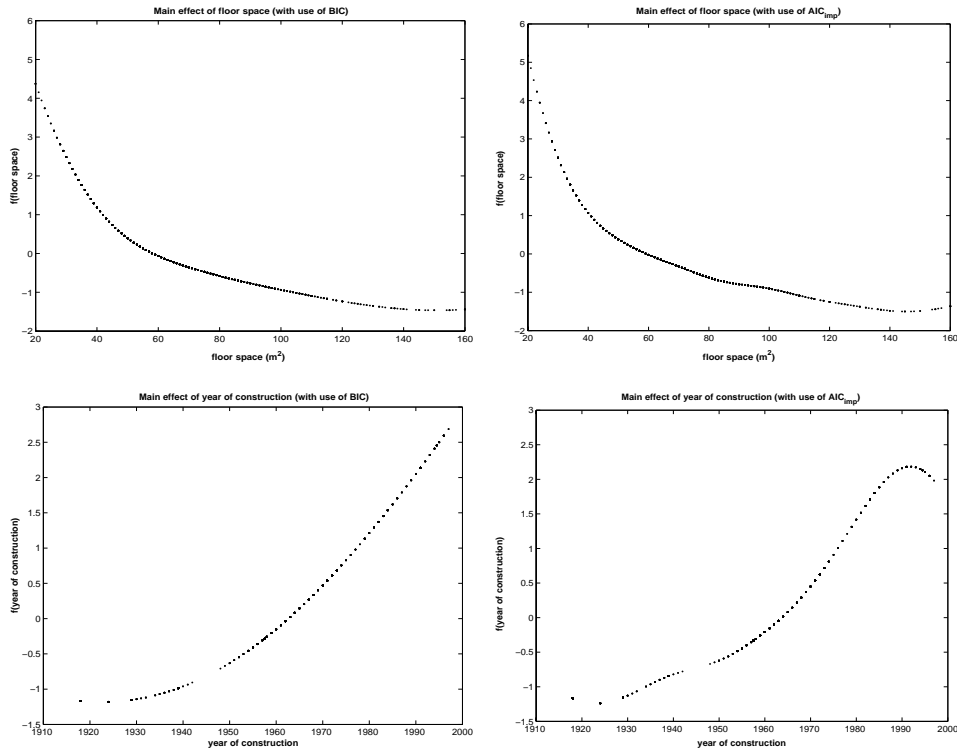 Main effect of floor space (with use of BIC)
6
5
4
3
2
1
0
−1
−2
f(floor space)
20 40 60 80 100 120 140 160
floor space (m2)
Main effect of floor space (with use of AICimp)
6
5
4
3
2
1
0
−1
−2
f(floor space)
20 40 60 80 100 120 140 160
floor space (m2)
Main effect of year of construction (with use of BIC)
3
2.5
2
1.5
1
0.5
0
−0.5
−1
−1.5
f(year of construction)
1910 1920 1930 1940 1950 1960 1970 1980 1990 2000
year of construction
Main effect of year of construction (with use of AICimp)
3
2.5
2
1.5
1
0.5
0
−0.5
−1
−1.5
f(year of construction)
1910 1920 1930 1940 1950 1960 1970 1980 1990 2000
year of construction